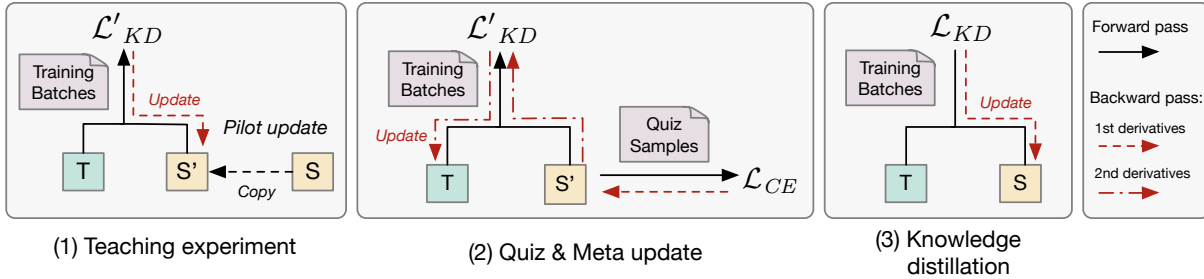 ℒ'KD
Training
Batches
Update
Pilot update
T
S'
S
Copy
(1) Teaching experiment
ℒ'KD
Training
Batches
Update
Quiz
Samples
T
S'
ℒCE
(2) Quiz & Meta update
ℒKD
Training
Batches
Update
T
S
(3) Knowledge
distillation
Forward pass
Backward pass:
1st derivatives
2nd derivatives